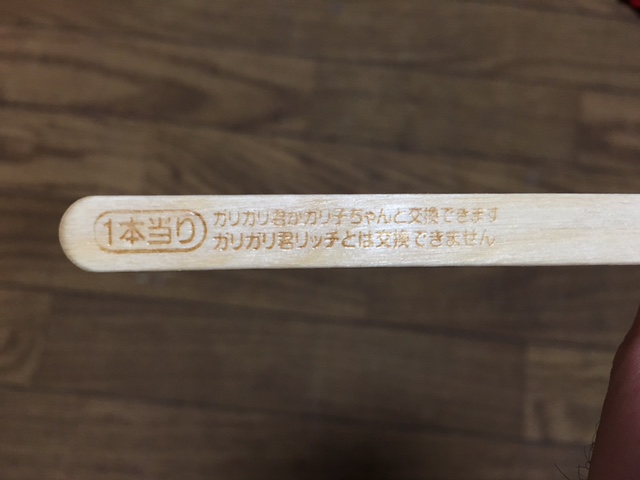 1本当り
ガリガリ君かガリ子ちゃんと交換できます
ガリガリ君リッチとは交換できません